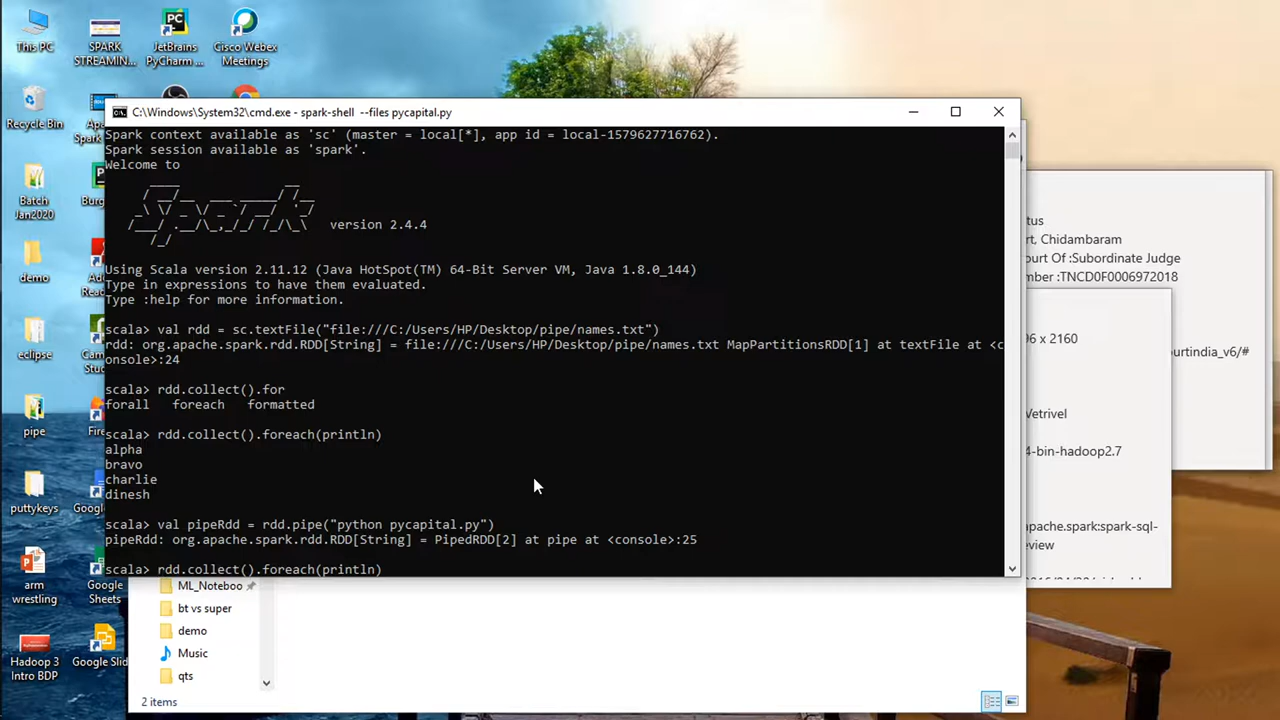 This PC
SPARK
STREAMIN...
JetBrains
PyCharm ...
Cisco Webex
Meetings
Recycle Bin
Batch
Jan2020
demo
eclipse
pipe
puttykeys
arm
wrestling
Google
Sheets
Hadoop 3
Intro BDP
Google Slid
C:\Windows\System32\cmd.exe - spark-shell --files pycapital.py
Spark context available as 'sc' (master = local[*], app id = local-1579627716762).
Spark session available as 'spark'.
Welcome to
Spark
version 2.4.4
Using Scala version 2.11.12 (Java HotSpot(TM) 64-Bit Server VM, Java 1.8.0_144)
Type in expressions to have them evaluated.
Type :help for more information.
scala> val rdd = sc.textFile("file:///C:/Users/HP/Desktop/pipe/names.txt")
rdd: org.apache.spark.rdd.RDD[String] = file:///C:/Users/HP/Desktop/pipe/names.txt MapPartitionsRDD[1] at textFile at <c
onsole>:24
scala> rdd.collect().for
forall foreach formatted
scala> rdd.collect().foreach(println)
alpha
bravo
charlie
dinesh
scala> val pipeRdd = rdd.pipe("python pycapital.py")
pipeRdd: org.apache.spark.rdd.RDD[String] = PipedRDD[2] at pipe at <console>:25
scala> rdd.collect().foreach(println)
ML_Noteboo
bt vs super
demo
Music
qts
2 items
tus
rt, Chidambaram
ourt Of :Subordinate Judge
mber :TNCD0F0006972018
96 x 2160
ourtindia_v6/#
Vetrivel
4-bin-hadoop2.7
apache.spark:spark-sql-
eview